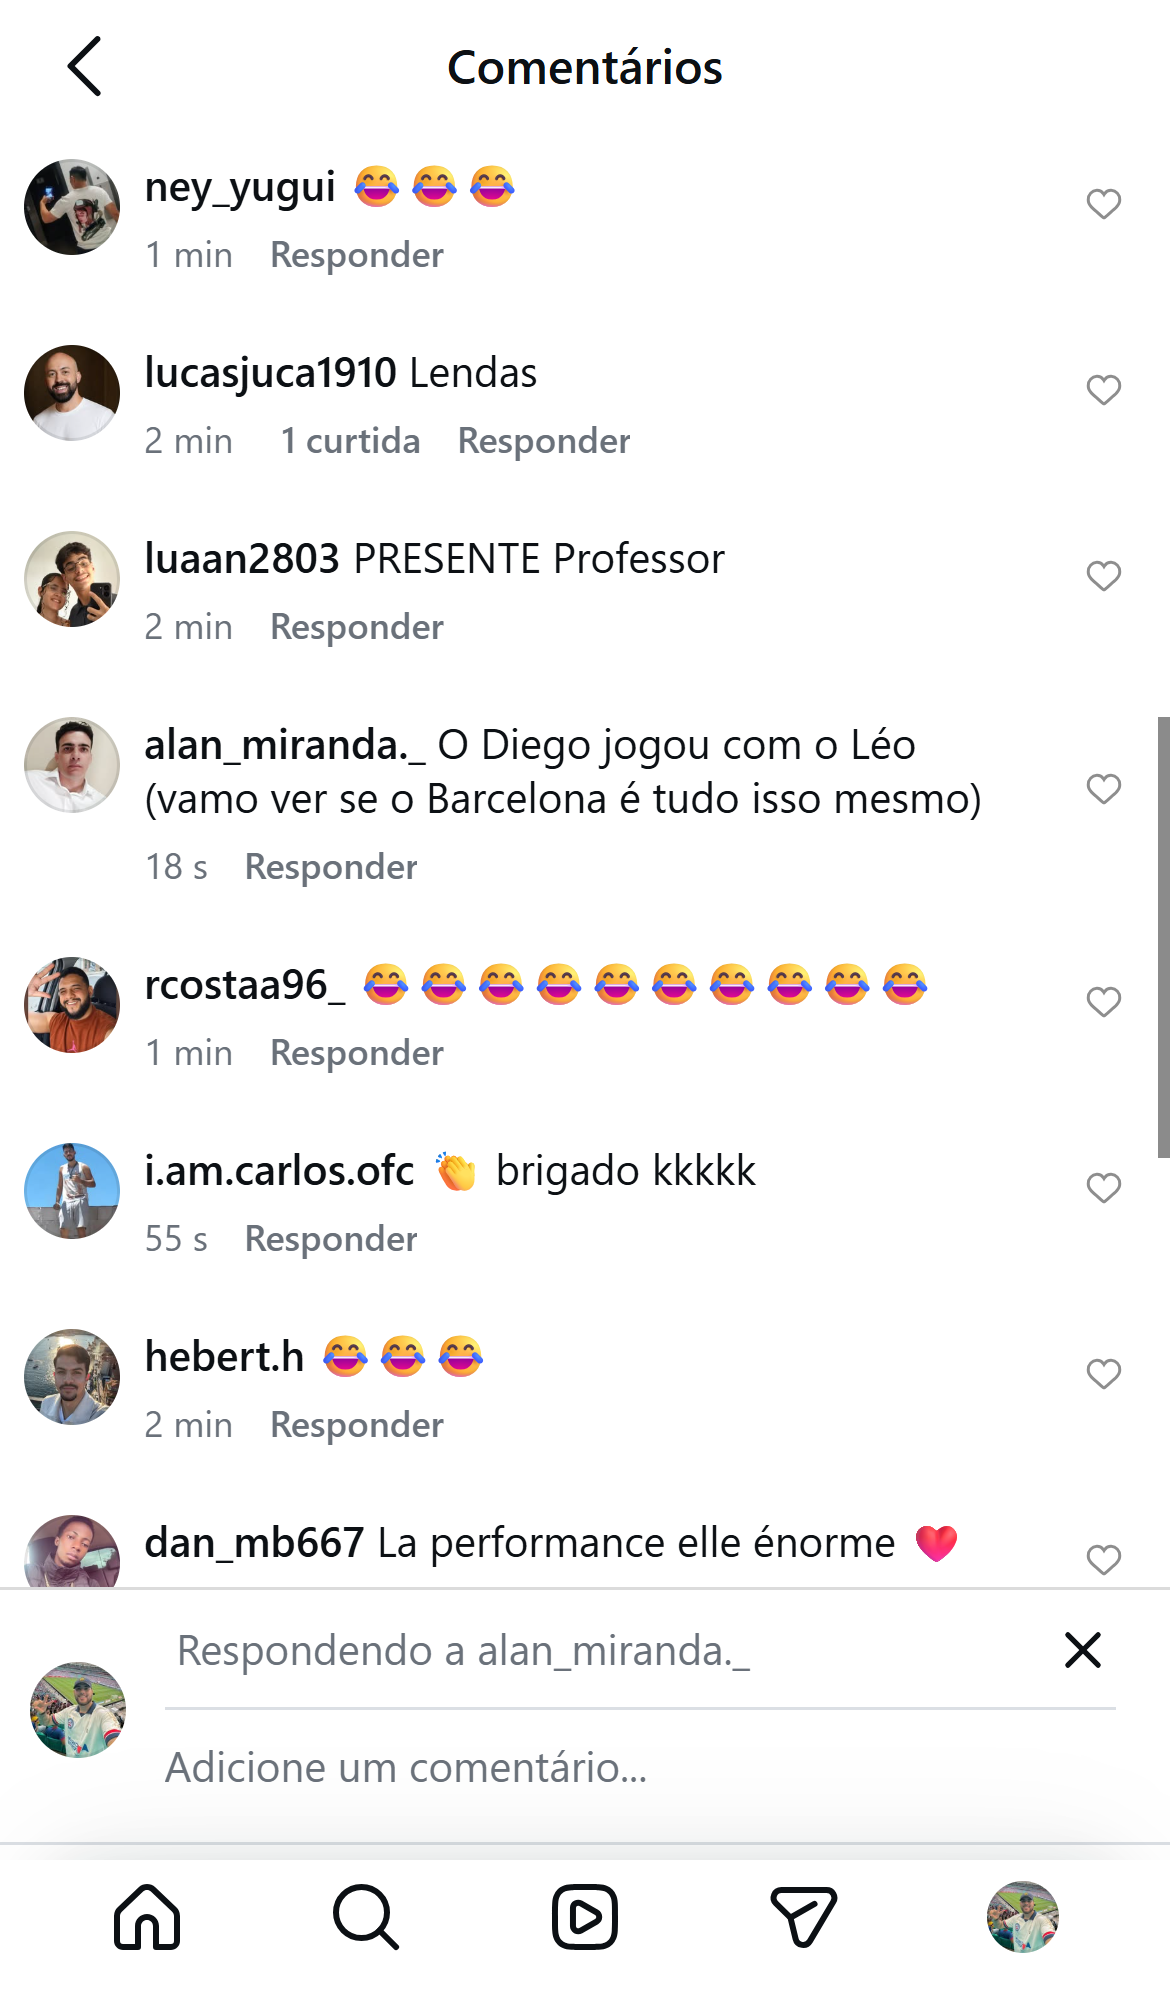 Comentários
ney_yugui 😂😂😂
1 min Responder
lucasjuca1910 Lendas
2 min 1 curtida Responder
luaan2803 PRESENTE Professor
2 min Responder
alan_miranda._ O Diego jogou com o Léo
(vamo ver se o Barcelona é tudo isso mesmo)
18 s Responder
rcostaa96_ 😂😂😂😂😂😂😂😂😂😂
1 min Responder
i.am.carlos.ofc 👏 brigado kkkkk
55 s Responder
hebert.h 😂😂😂
2 min Responder
dan_mb667 La performance elle énorme ❤️
Respondendo a alan_miranda._
Adicione um comentário...